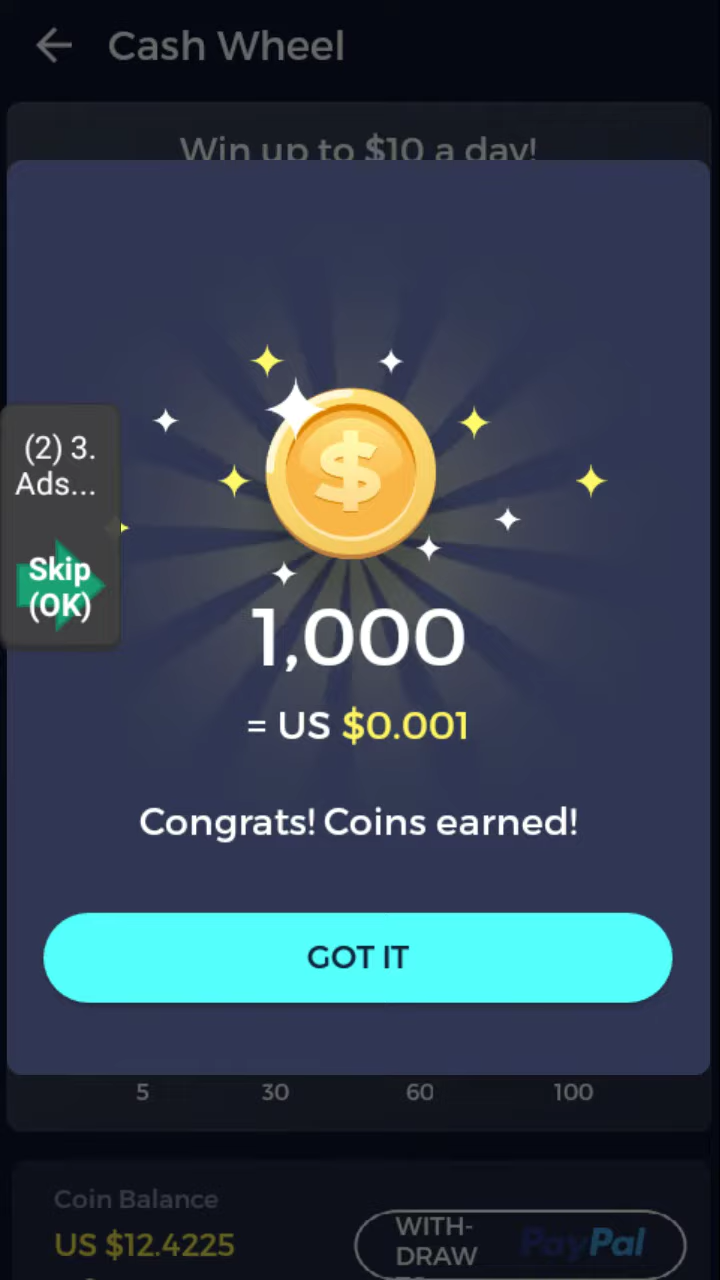 Cash Wheel
Win up to $10 a day!
(2) 3.
Ads...
Skip
(OK)
$
1,000
= US $0.001
Congrats! Coins earned!
GOT IT
5 30 60 100
Coin Balance
US $12.4225
WITH-
DRAW
PayPal